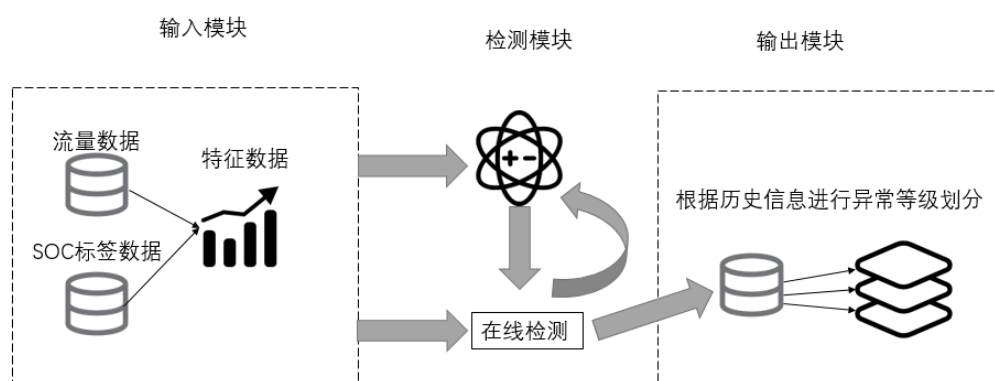 输入模块
检测模块
输出模块
流量数据
特征数据
SOC标签数据
根据历史信息进行异常等级划分
在线检测